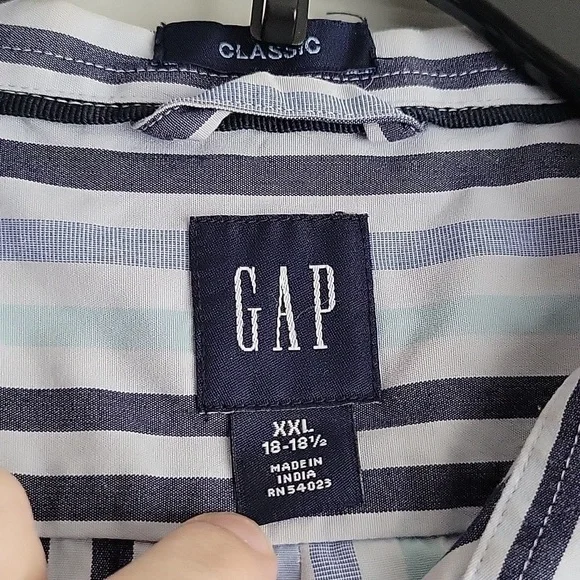 CLASSIC
GAP
XXL
18-18½
MADE IN
INDIA
RN 54023